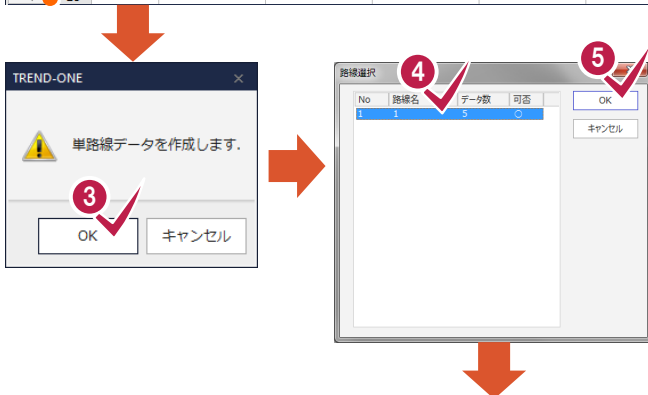 TREND-ONE
単路線データを作成します.
3
OK
キャンセル
路線選択
4
5
No 路線名 データ数 可否
1 1 5 ○
OK
キャンセル